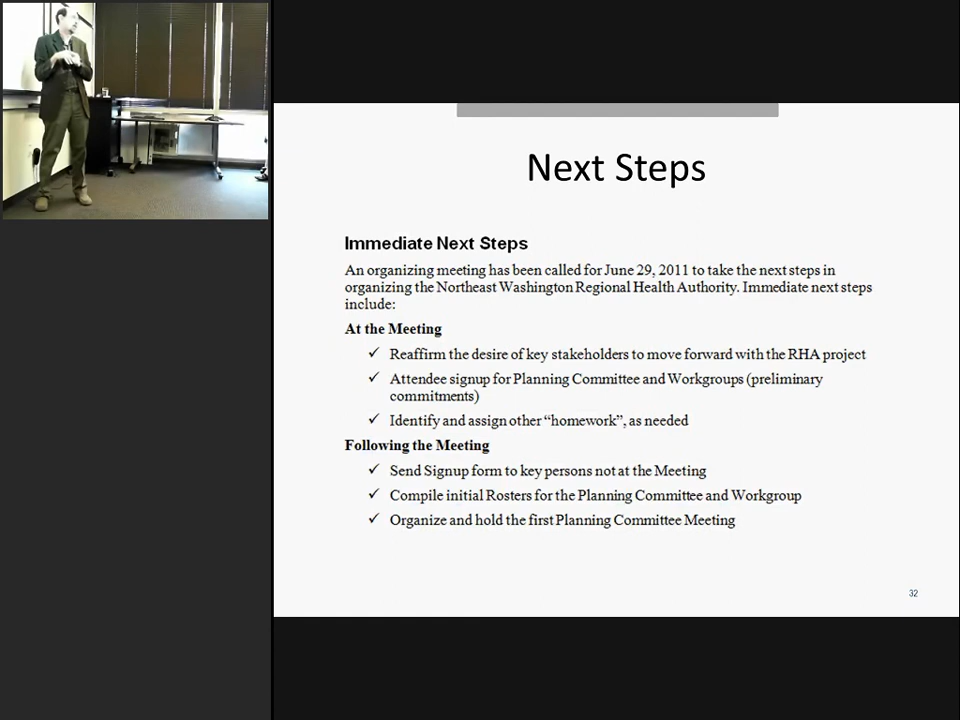 Next Steps
Immediate Next Steps
An organizing meeting has been called for June 29, 2011 to take the next steps in
organizing the Northeast Washington Regional Health Authority. Immediate next steps
include:
At the Meeting
✓ Reaffirm the desire of key stakeholders to move forward with the RHA project
✓ Attendee signup for Planning Committee and Workgroups (preliminary
commitments)
✓ Identify and assign other “homework”, as needed
Following the Meeting
✓ Send Signup form to key persons not at the Meeting
✓ Compile initial Rosters for the Planning Committee and Workgroup
✓ Organize and hold the first Planning Committee Meeting
32